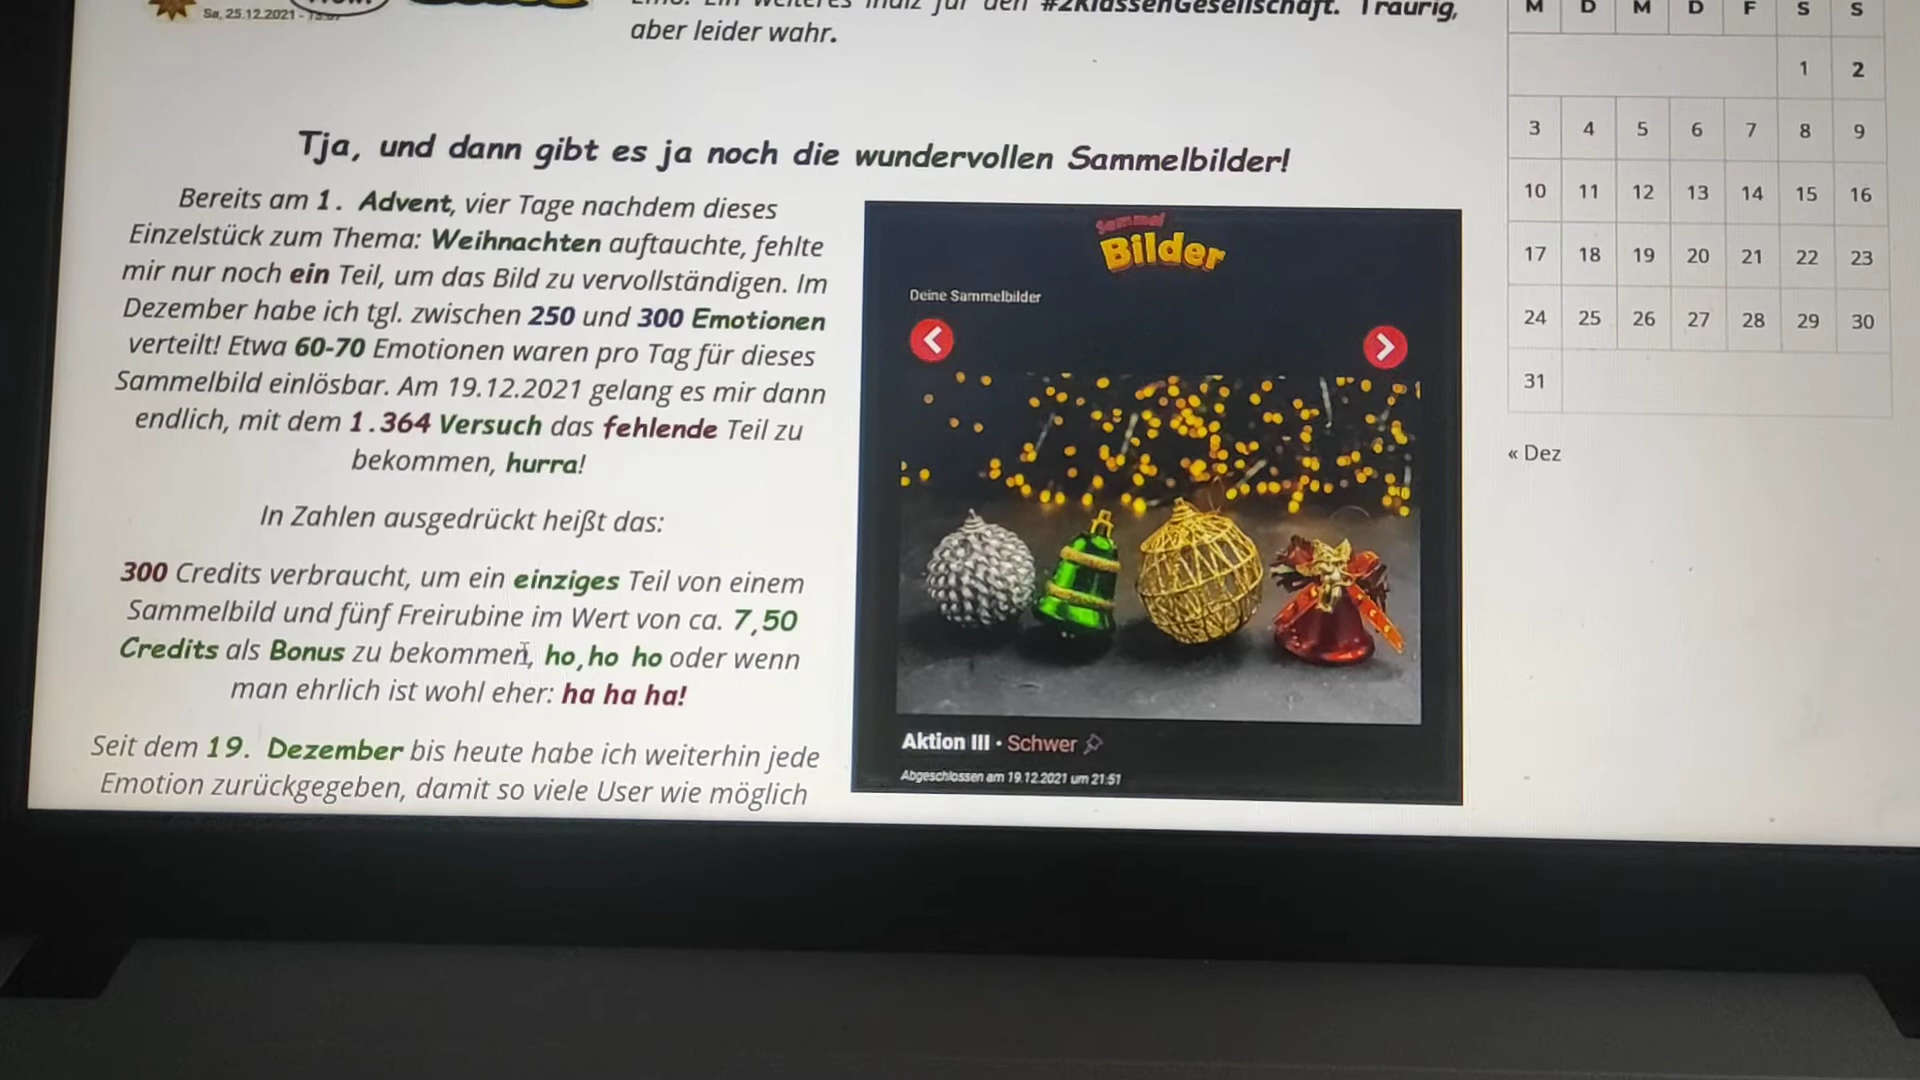 Sa, 25.12.2021 -
#2KlassenGesellschaft. Traurig,
aber leider wahr.
Tja, und dann gibt es ja noch die wundervollen Sammelbilder!
Bereits am 1. Advent, vier Tage nachdem dieses
Einzelstück zum Thema: Weihnachten auftauchte, fehlte
mir nur noch ein Teil, um das Bild zu vervollständigen. Im
Dezember habe ich tgl. zwischen 250 und 300 Emotionen
verteilt! Etwa 60-70 Emotionen waren pro Tag für dieses
Sammelbild einlösbar. Am 19.12.2021 gelang es mir dann
endlich, mit dem 1.364 Versuch das fehlende Teil zu
bekommen, hurra!
In Zahlen ausgedrückt heißt das:
300 Credits verbraucht, um ein einziges Teil von einem
Sammelbild und fünf Freirubine im Wert von ca. 7,50
Credits als Bonus zu bekommen, ho,ho ho oder wenn
man ehrlich ist wohl eher: ha ha ha!
Seit dem 19. Dezember bis heute habe ich weiterhin jede
Emotion zurückgegeben, damit so viele User wie möglich
Sammel
Bilder
Deine Sammelbilder
Aktion III • Schwer
Abgeschlossen am 19.12.2021 um 21:51
M D M D F S S
1 2
3 4 5 6 7 8 9
10 11 12 13 14 15 16
17 18 19 20 21 22 23
24 25 26 27 28 29 30
31
« Dez